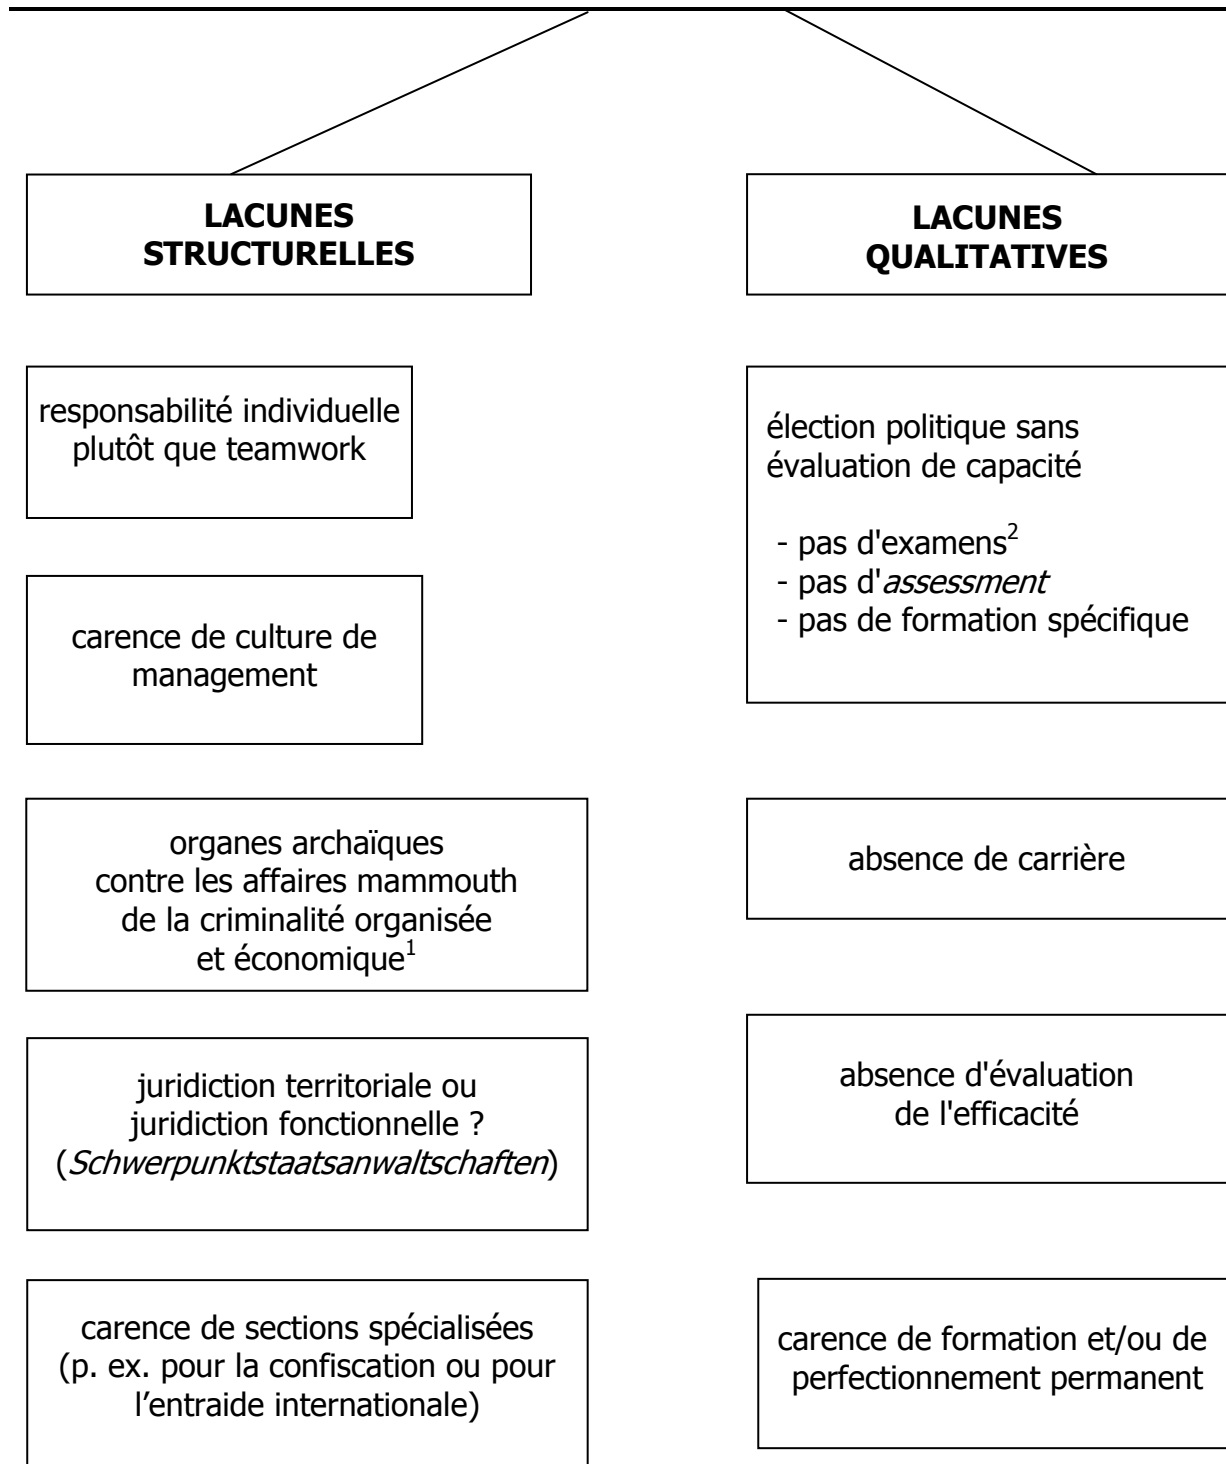 LACUNES
STRUCTURELLES
responsabilité individuelle
plutôt que teamwork
carence de culture de
management
organes archaïques
contre les affaires mammouth
de la criminalité organisée
et économique1
juridiction territoriale ou
juridiction fonctionnelle ?
(Schwerpunktstaatsanwaltschaften)
carence de sections spécialisées
(p. ex. pour la confiscation ou pour
l’entraide internationale)
LACUNES
QUALITATIVES
élection politique sans
évaluation de capacité
- pas d'examens2
- pas d'assessment
- pas de formation spécifique
absence de carrière
absence d'évaluation
de l'efficacité
carence de formation et/ou de
perfectionnement permanent